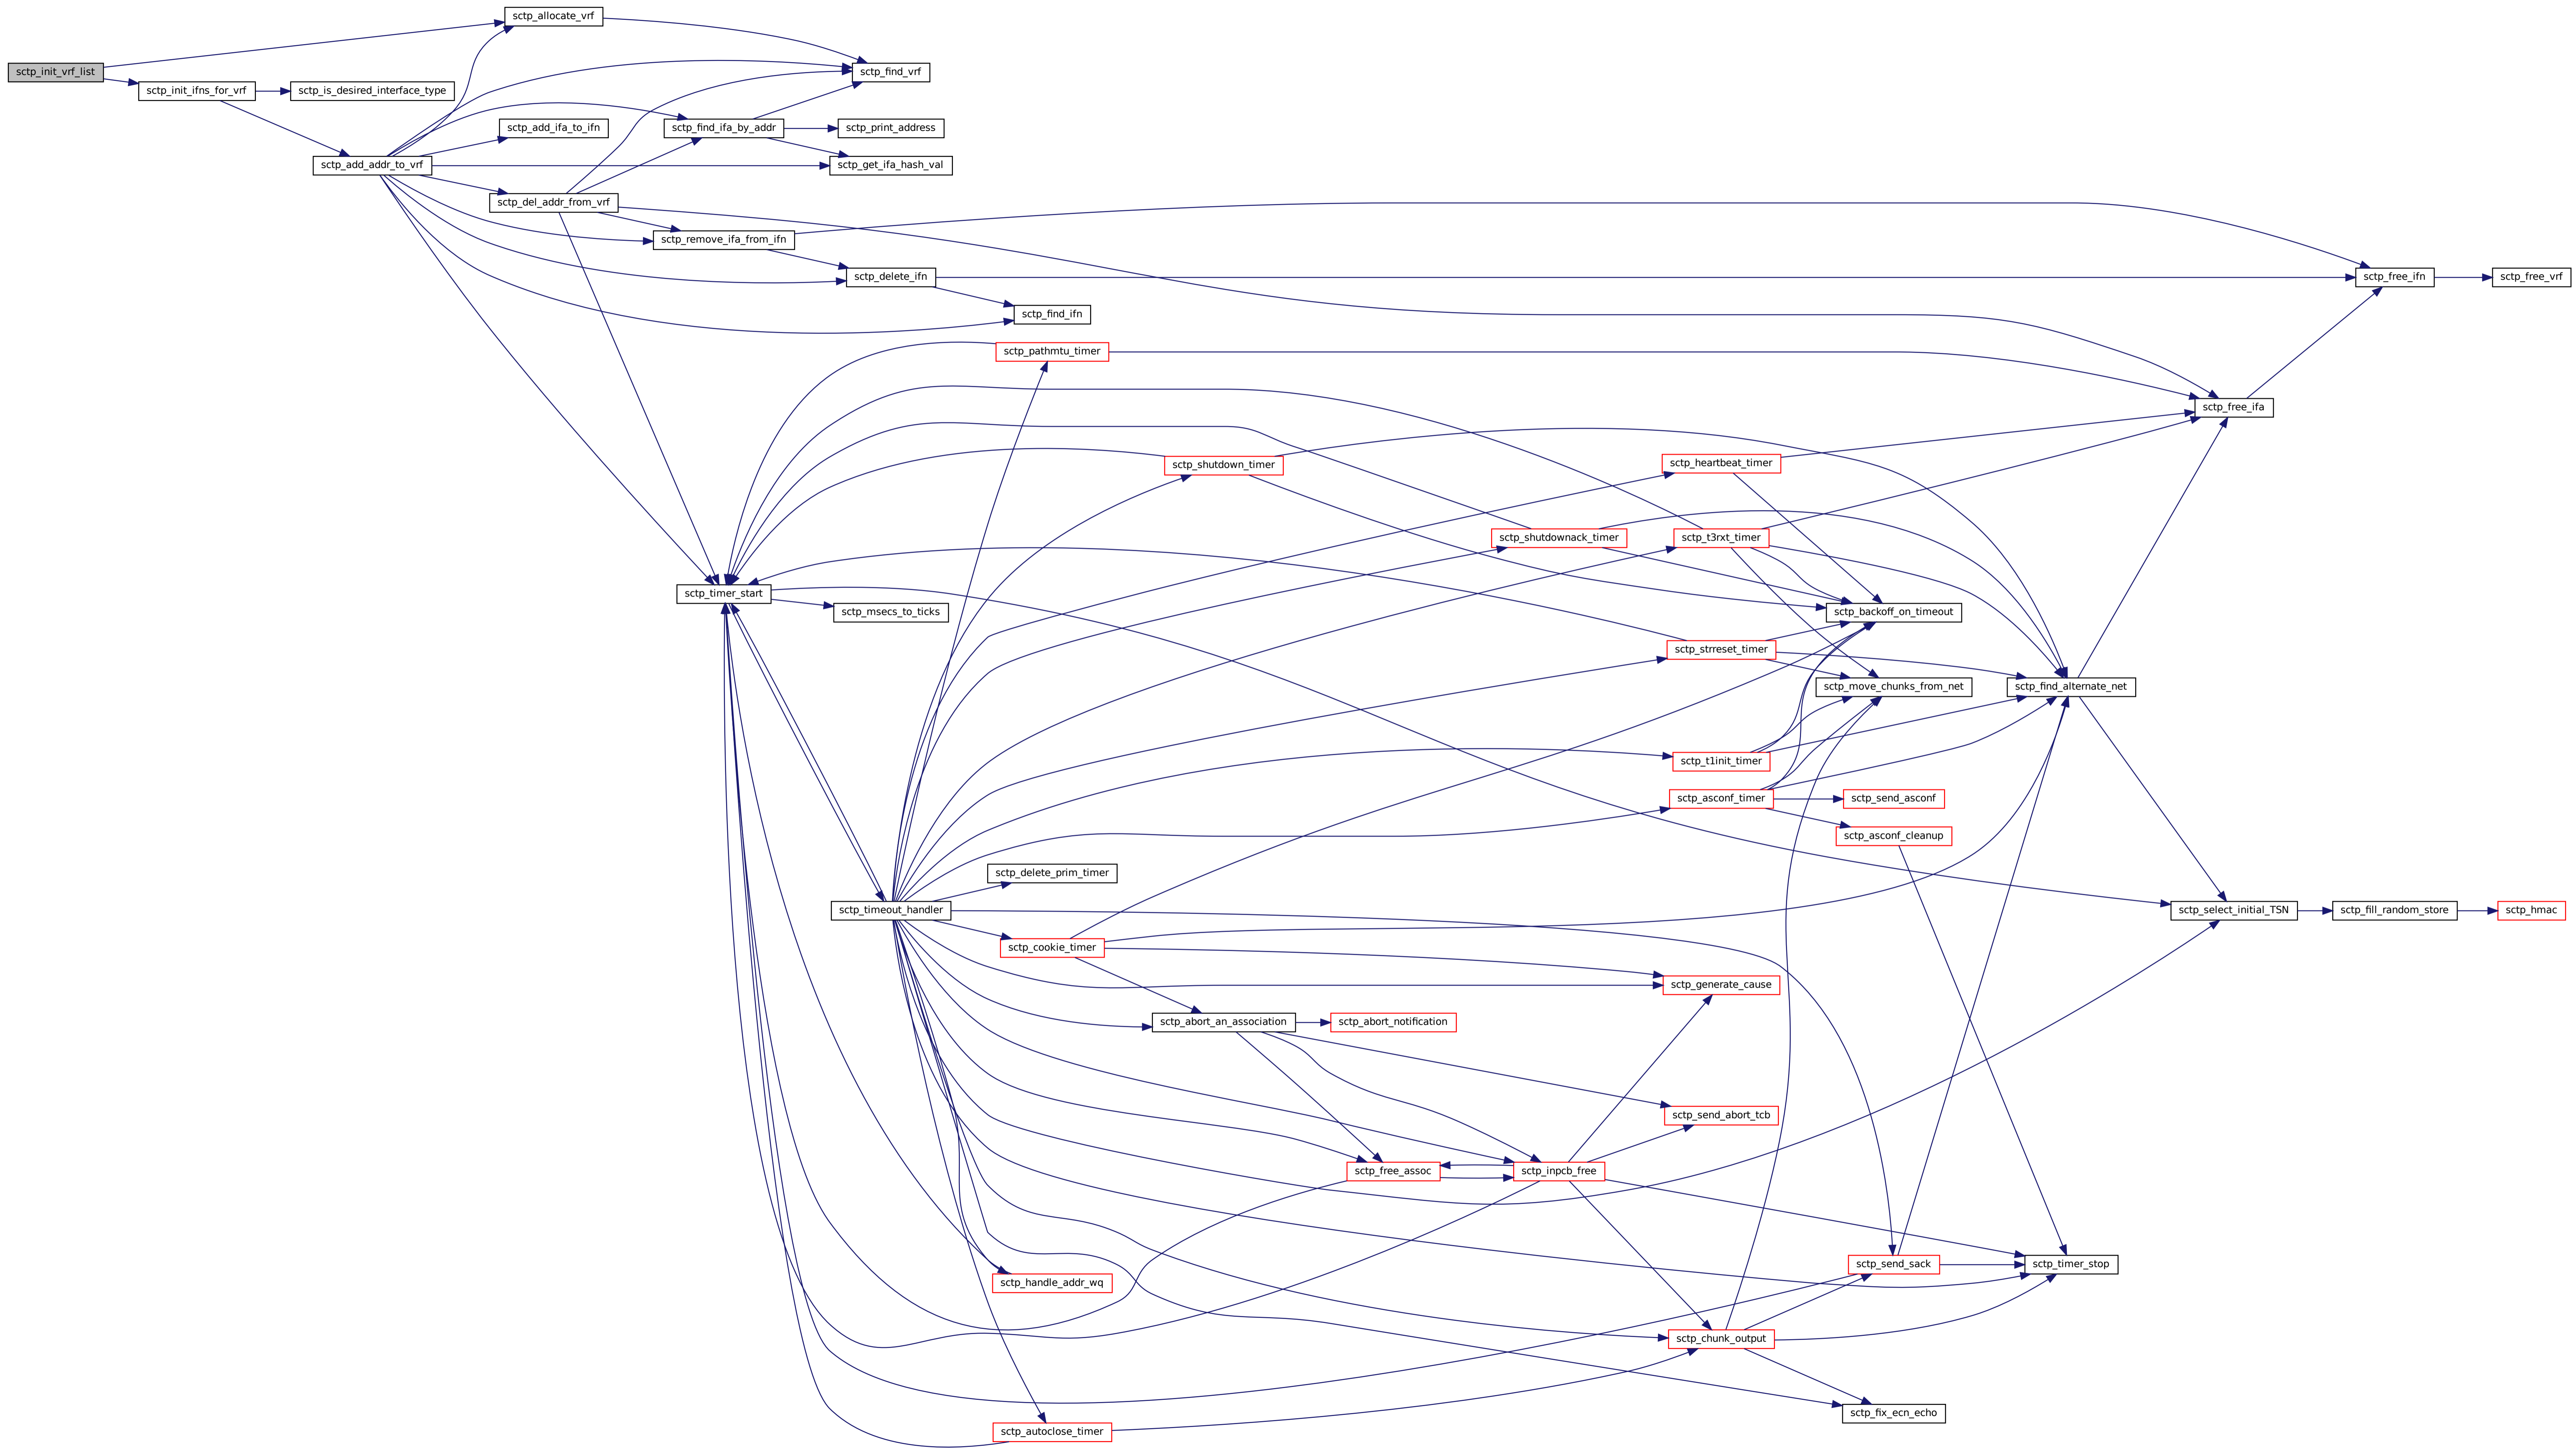 sctp_allocate_vrf
sctp_init_vrf_list
sctp_find_vrf
sctp_init_ifns_for_vrf
sctp_is_desired_interface_type
sctp_add_ifa_to_ifn
sctp_find_ifa_by_addr
sctp_print_address
sctp_add_addr_to_vrf
sctp_get_ifa_hash_val
sctp_del_addr_from_vrf
sctp_remove_ifa_from_ifn
sctp_delete_ifn
sctp_free_ifn
sctp_free_vrf
sctp_find_ifn
sctp_pathmtu_timer
sctp_free_ifa
sctp_shutdown_timer
sctp_heartbeat_timer
sctp_shutdownack_timer
sctp_t3rxt_timer
sctp_timer_start
sctp_msecs_to_ticks
sctp_backoff_on_timeout
sctp_strreset_timer
sctp_move_chunks_from_net
sctp_find_alternate_net
sctp_t1init_timer
sctp_asconf_timer
sctp_send_asconf
sctp_asconf_cleanup
sctp_delete_prim_timer
sctp_timeout_handler
sctp_select_initial_TSN
sctp_fill_random_store
sctp_hmac
sctp_cookie_timer
sctp_generate_cause
sctp_abort_an_association
sctp_abort_notification
sctp_send_abort_tcb
sctp_free_assoc
sctp_inpcb_free
sctp_send_sack
sctp_timer_stop
sctp_handle_addr_wq
sctp_chunk_output
sctp_fix_ecn_echo
sctp_autoclose_timer